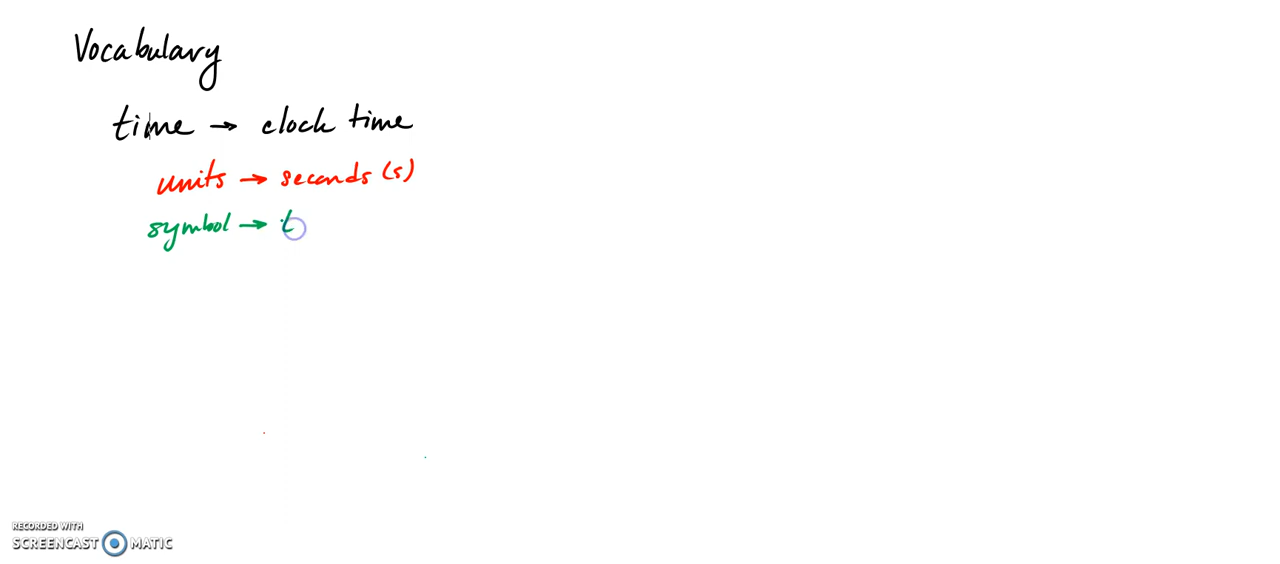 Vocabulary
time → clock time
units → seconds (s)
symbol → t
RECORDED WITH
SCREENCAST MATIC